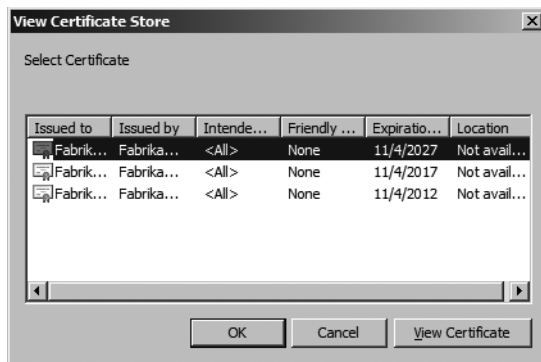 View Certificate Store
Select Certificate
Issued to Issued by Intende... Friendly ... Expiratio... Location
Fabrik... Fabrika... <All> None 11/4/2027 Not avail...
Fabrik... Fabrika... <All> None 11/4/2017 Not avail...
Fabrik... Fabrika... <All> None 11/4/2012 Not avail...
OK Cancel View Certificate